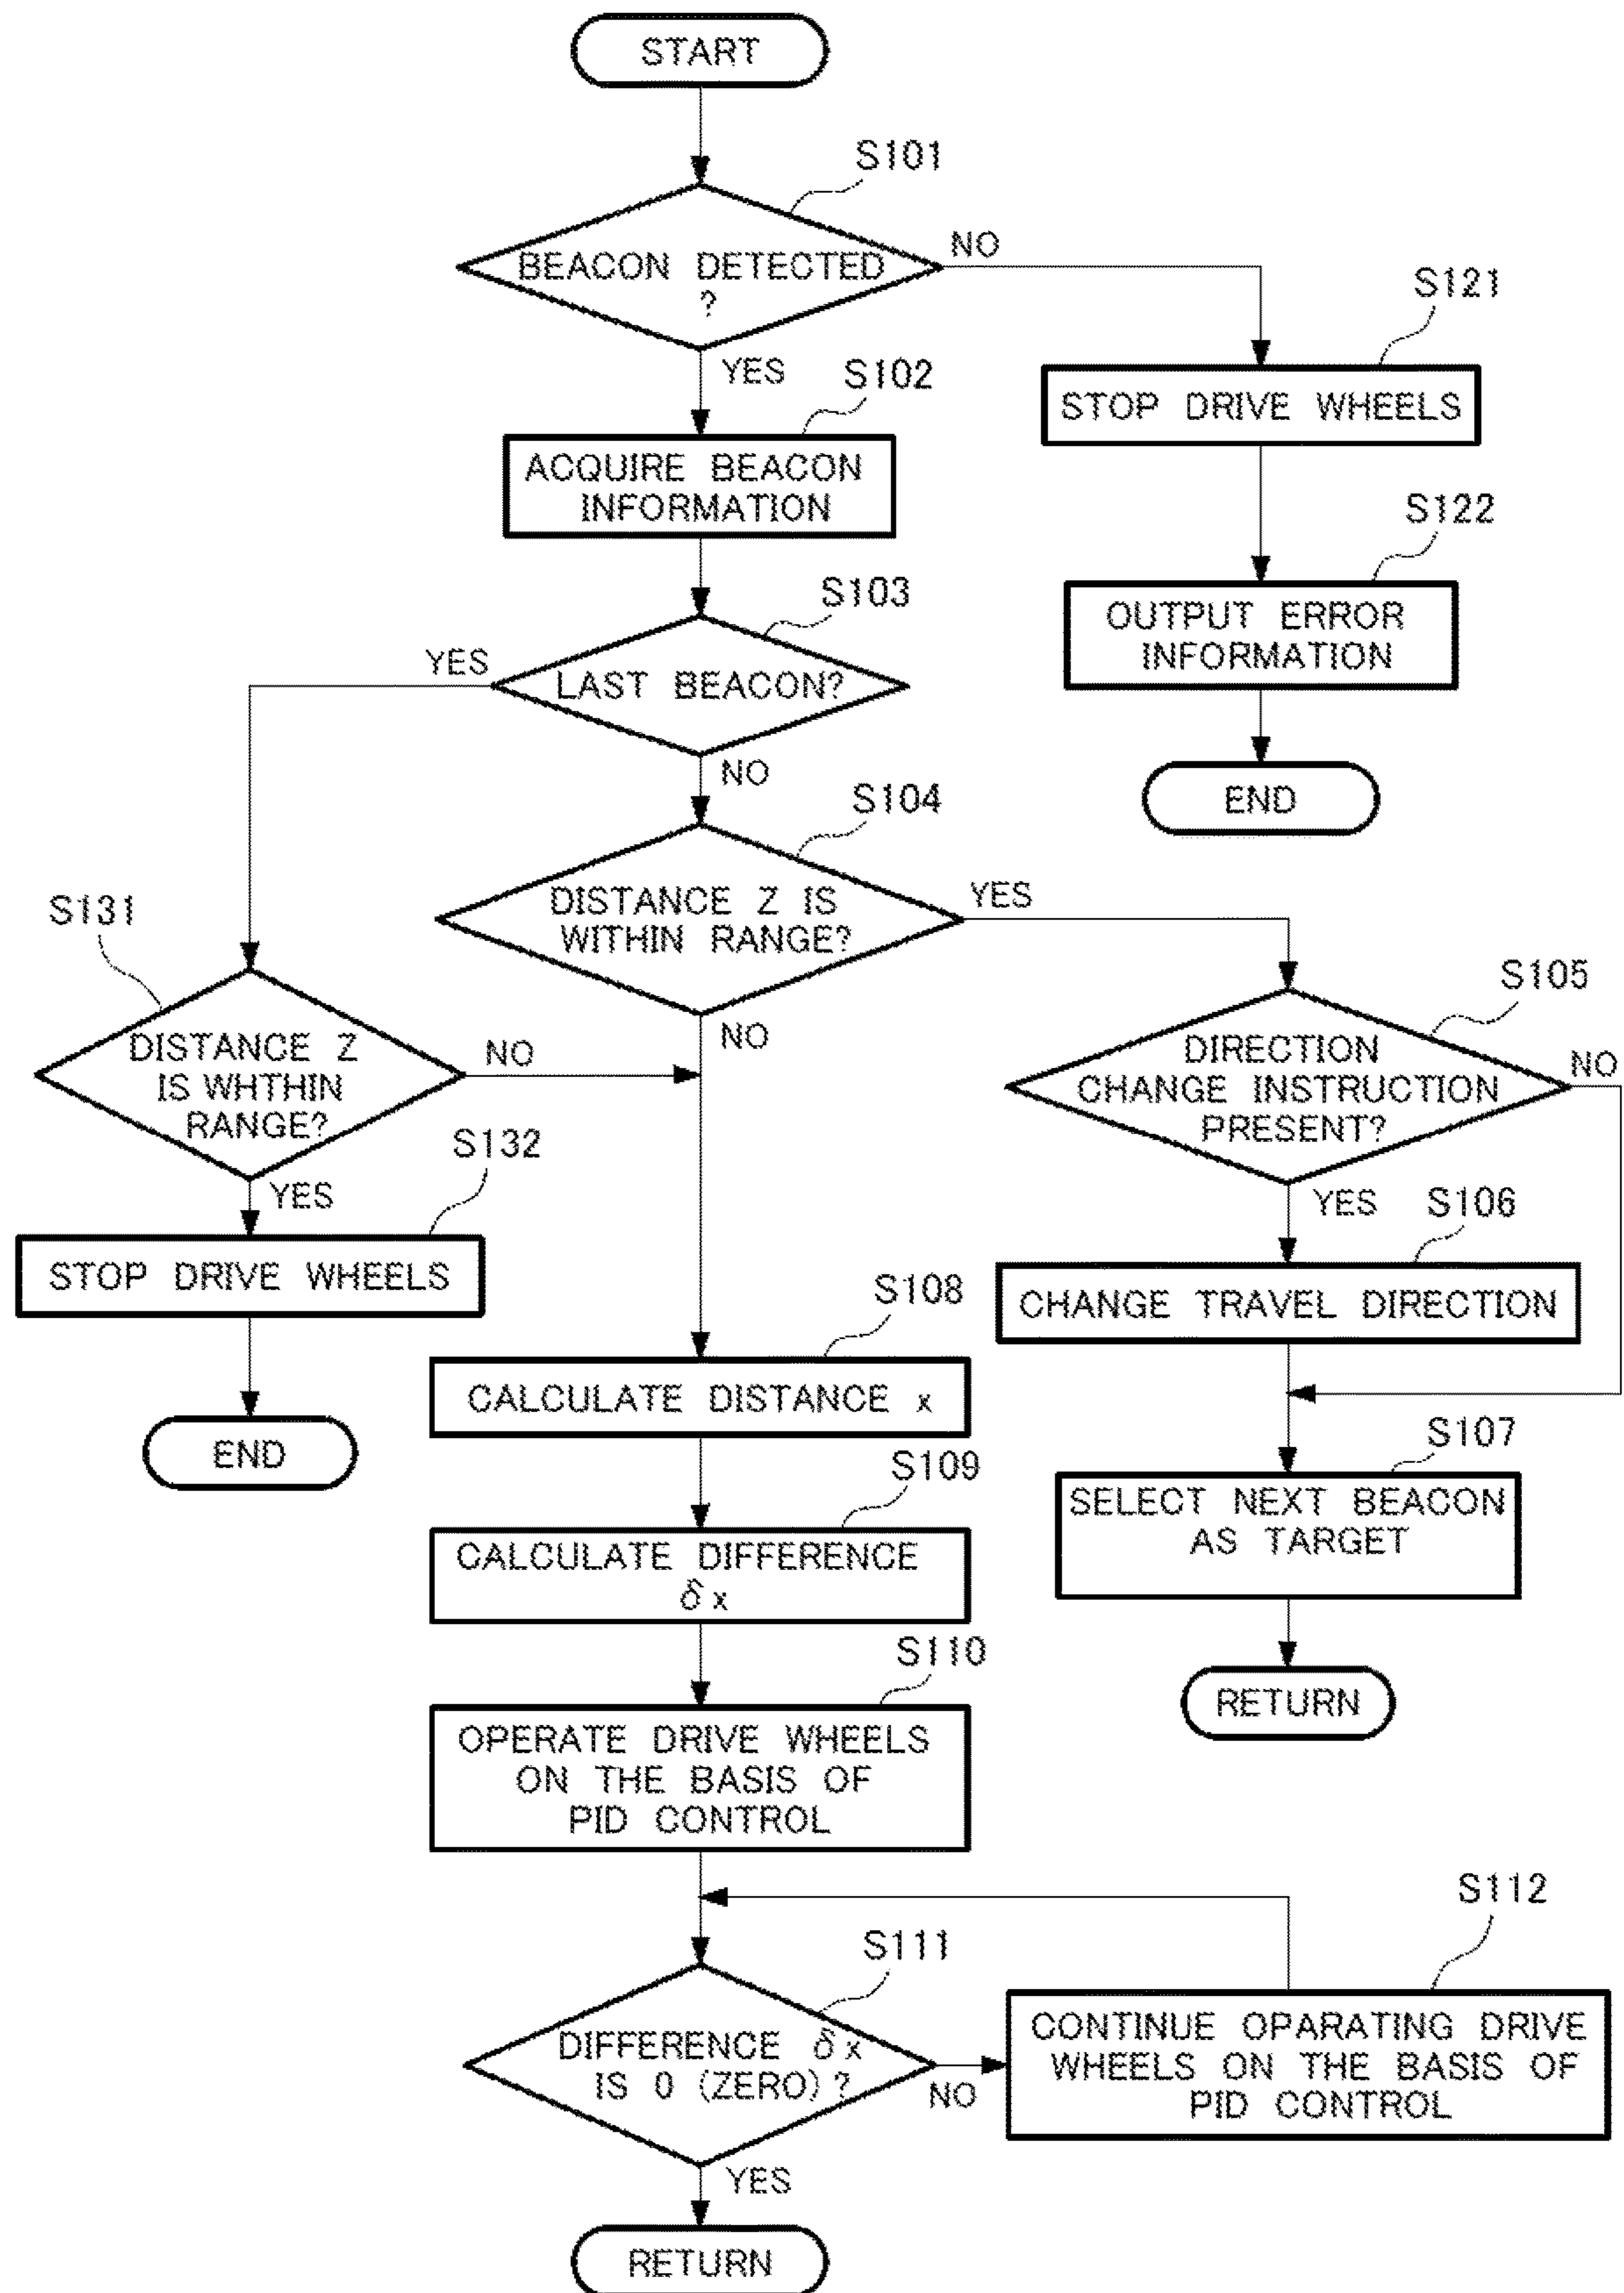 START
S101
BEACON DETECTED
?
NO
YES
S121
STOP DRIVE WHEELS
S102
ACQUIRE BEACON
INFORMATION
S122
OUTPUT ERROR
INFORMATION
END
S103
LAST BEACON?
YES
NO
S104
DISTANCE Z IS
WITHIN RANGE?
YES
NO
S131
DISTANCE Z
IS WHTHIN
RANGE?
NO
YES
S132
STOP DRIVE WHEELS
END
S105
DIRECTION
CHANGE INSTRUCTION
PRESENT?
NO
YES
S106
CHANGE TRAVEL DIRECTION
S107
SELECT NEXT BEACON
AS TARGET
RETURN
S108
CALCULATE DISTANCE x
S109
CALCULATE DIFFERENCE
δx
S110
OPERATE DRIVE WHEELS
ON THE BASIS OF
PID CONTROL
S111
DIFFERENCE δx
IS 0 (ZERO)?
NO
YES
S112
CONTINUE OPARATING DRIVE
WHEELS ON THE BASIS OF
PID CONTROL
RETURN